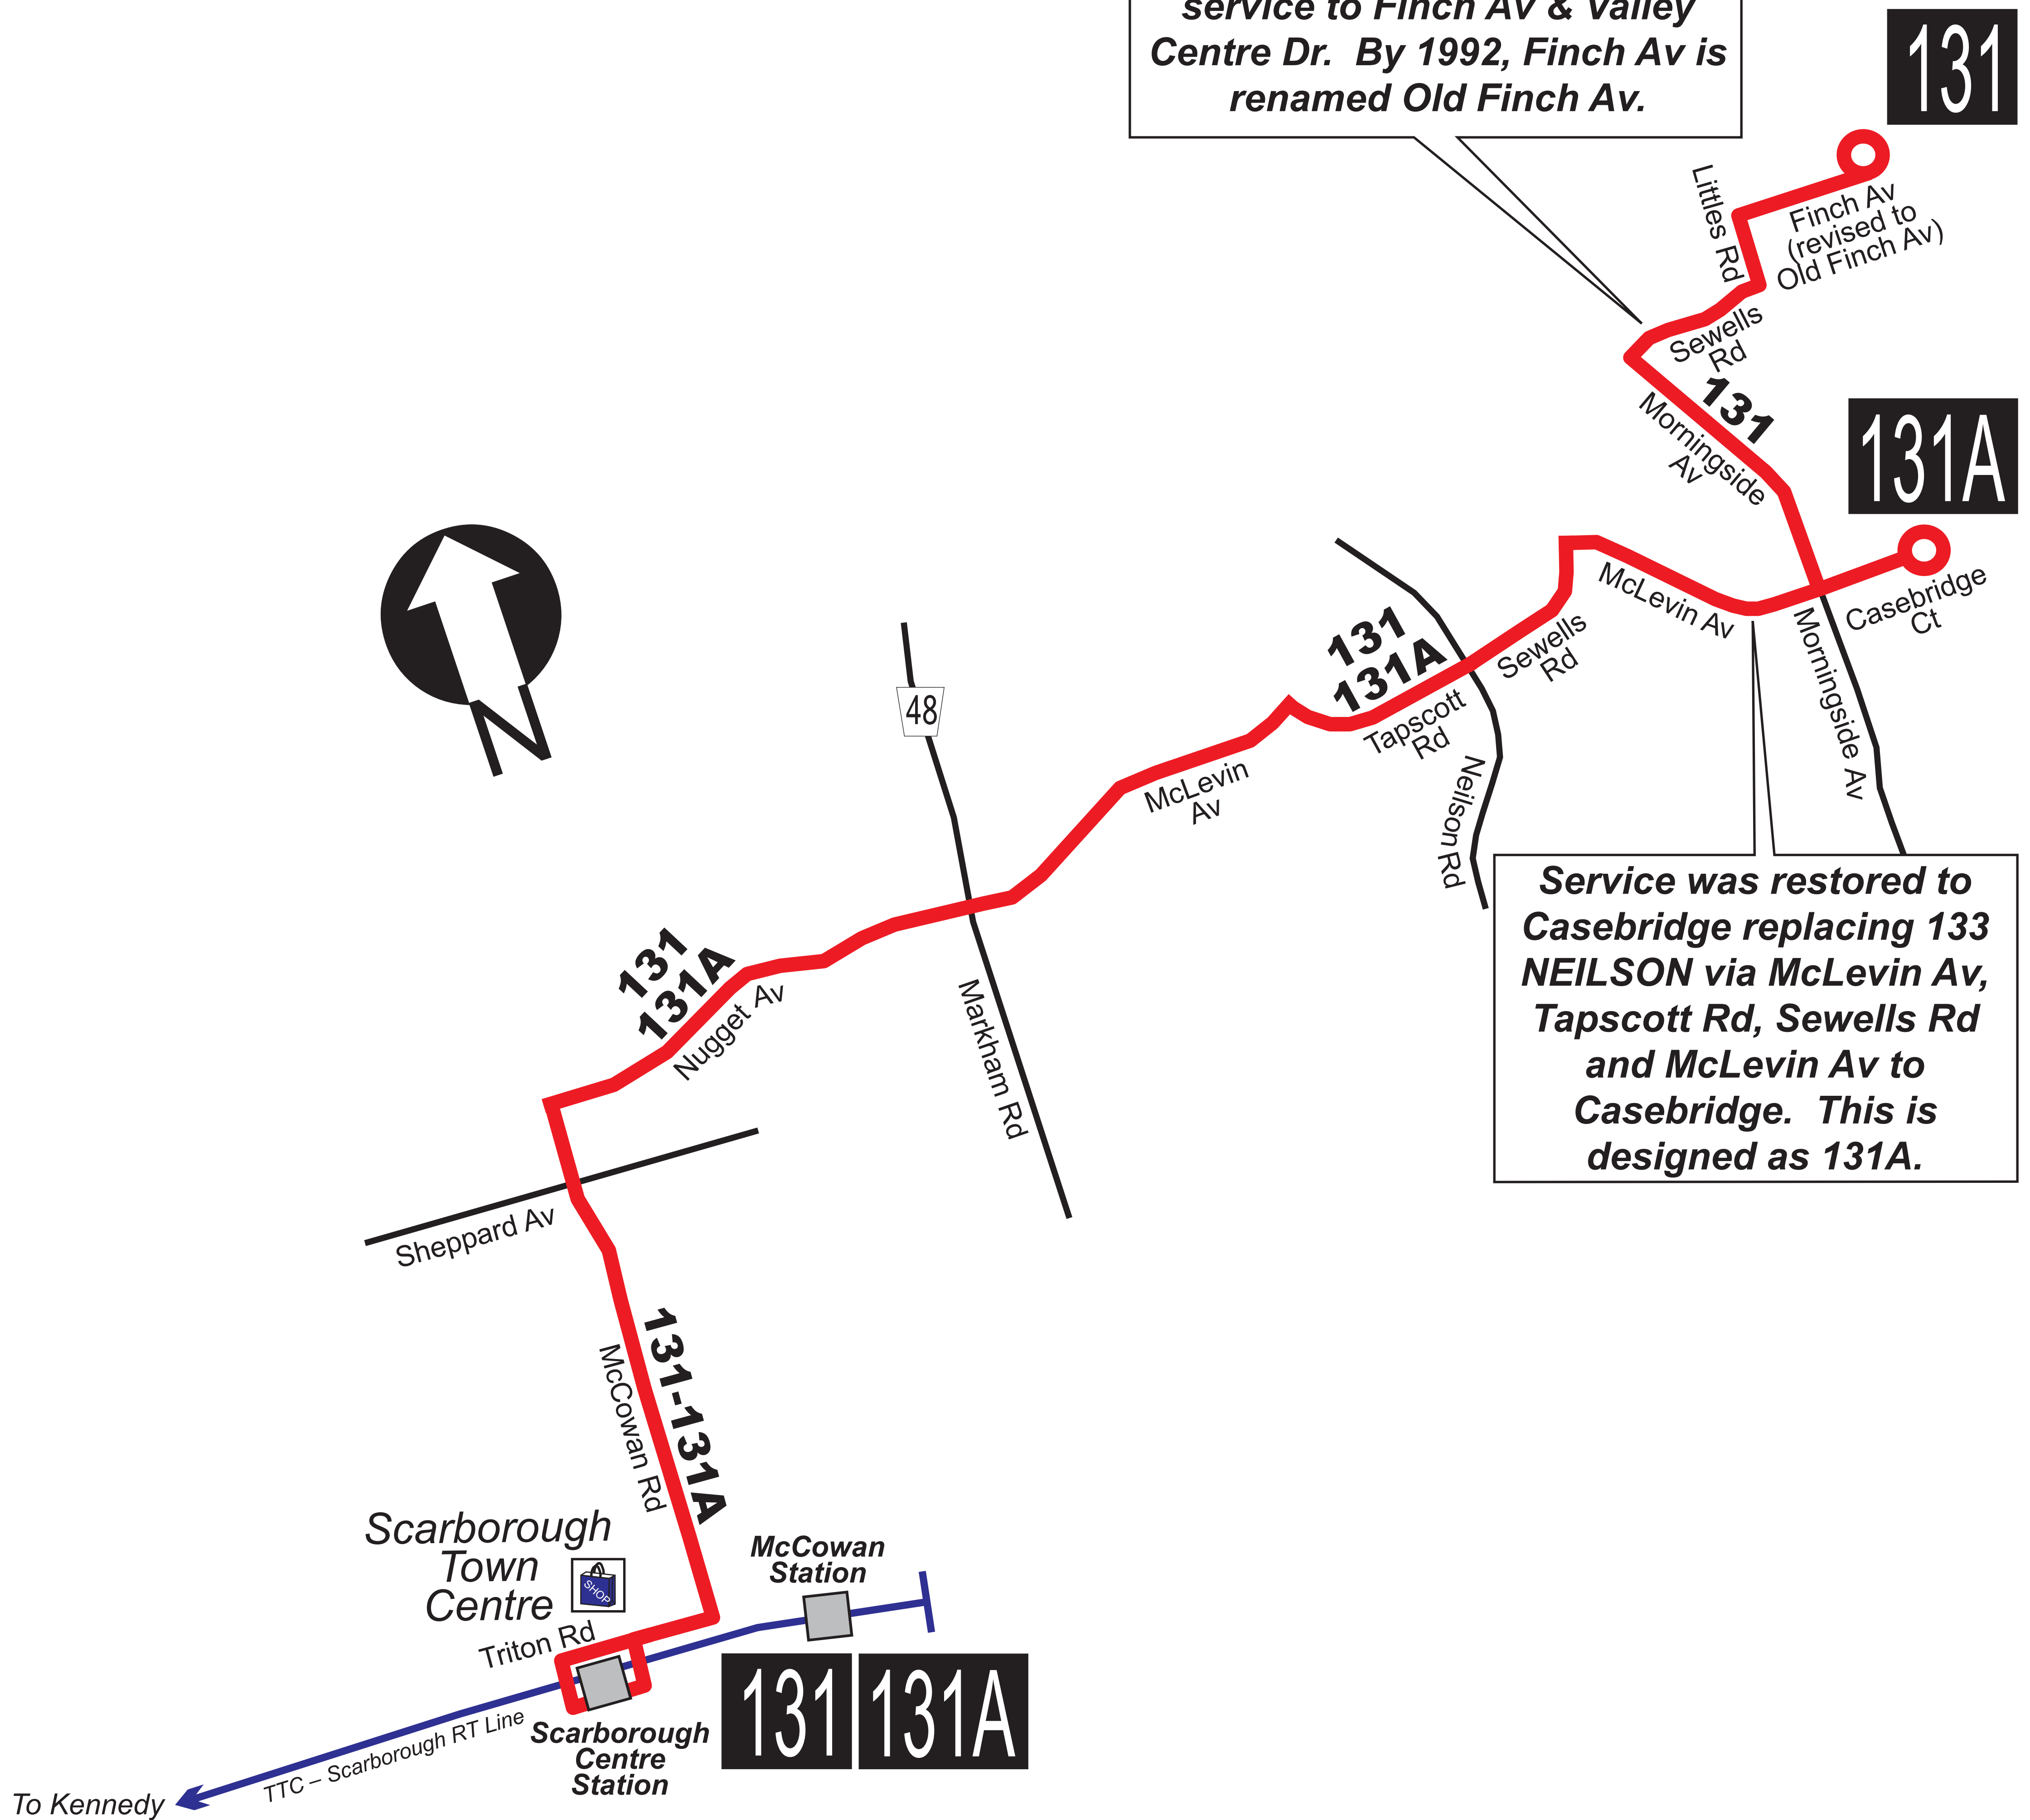 service to Finch Av & Valley
Centre Dr.  By 1992, Finch Av is
renamed Old Finch Av.
131
Littles Rd
Finch Av
(revised to
Old Finch Av)
Sewells
Rd
131
Morningside
Av
131A
McLevin Av
Casebridge
Ct
Morningside Av
131
131A
Sewells
Rd
Tapscott
Rd
Neilson Rd
48
McLevin
Av
Service was restored to
Casebridge replacing 133
NEILSON via McLevin Av,
Tapscott Rd, Sewells Rd
and McLevin Av to
Casebridge.  This is
designed as 131A.
N
131
131A
Nugget Av
Markham Rd
Sheppard Av
131-131A
McCowan Rd
Scarborough
Town
Centre
SHOP
McCowan
Station
Triton Rd
131
131A
Scarborough
Centre
Station
TTC – Scarborough RT Line
To Kennedy